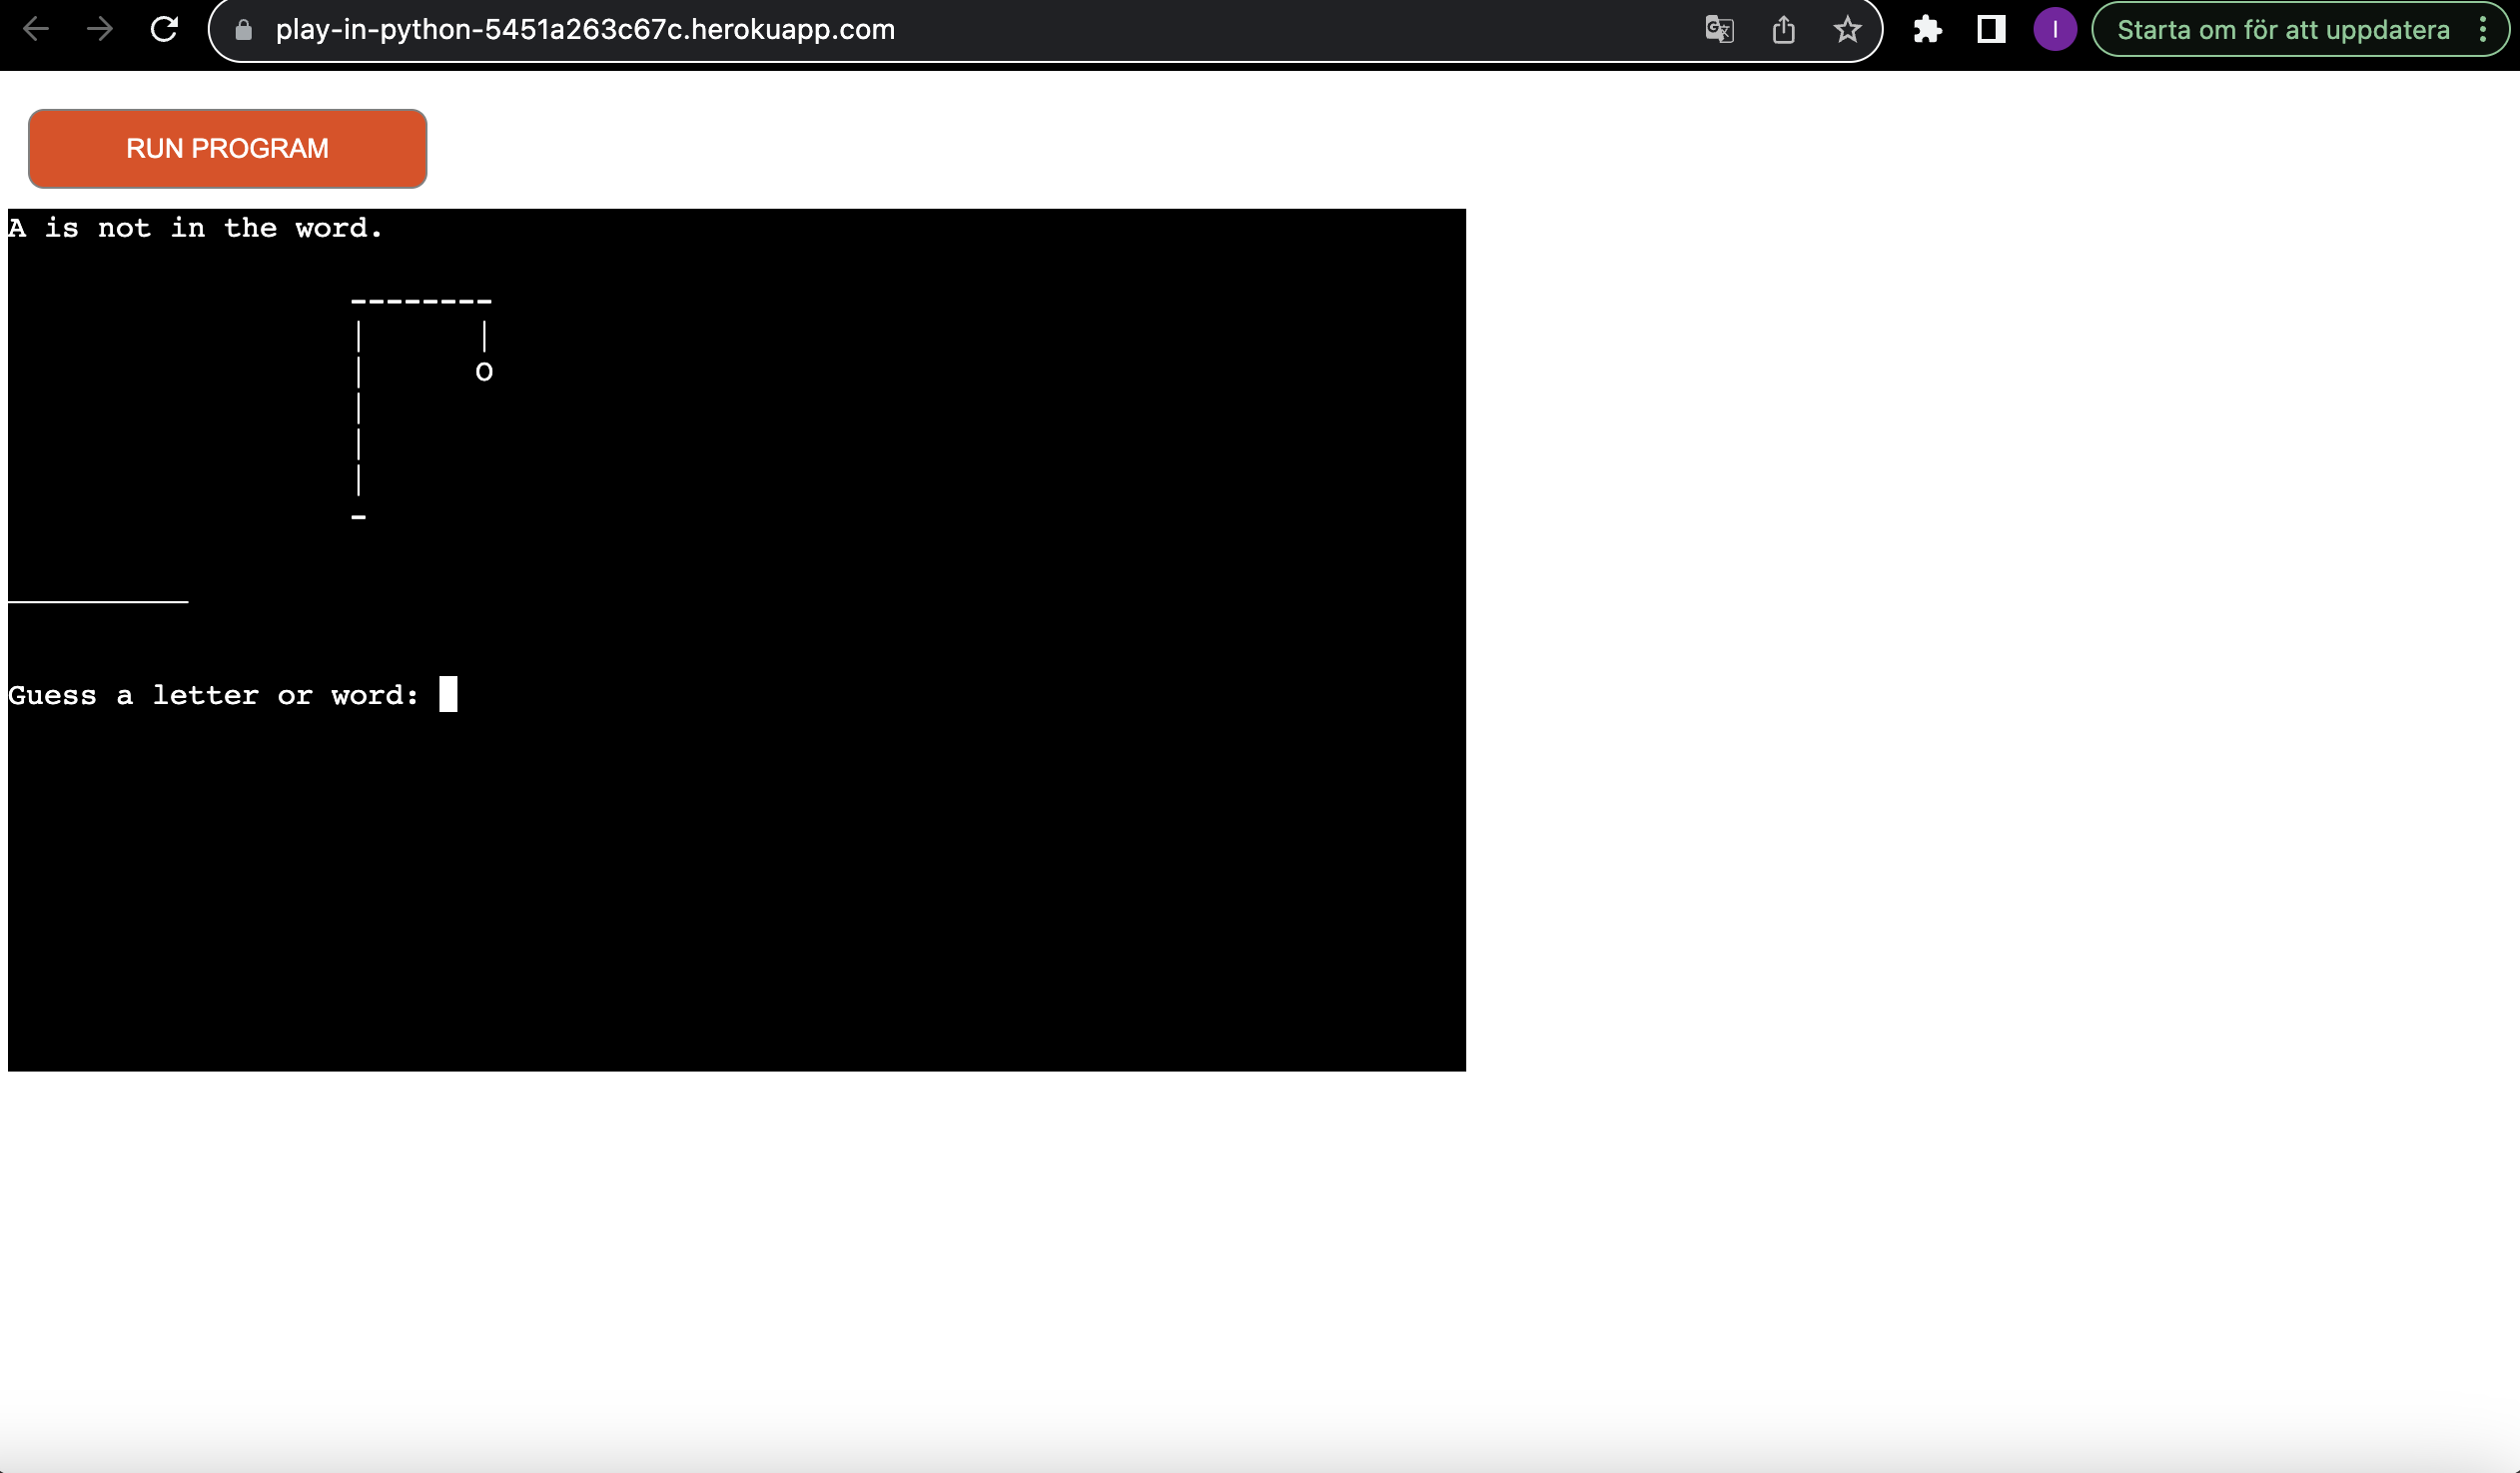 play-in-python-5451a263c67c.herokuapp.com
I
Starta om för att uppdatera
RUN PROGRAM
A is not in the word.
--------
|      |
|      O
|
|
|
-
__________
Guess a letter or word: